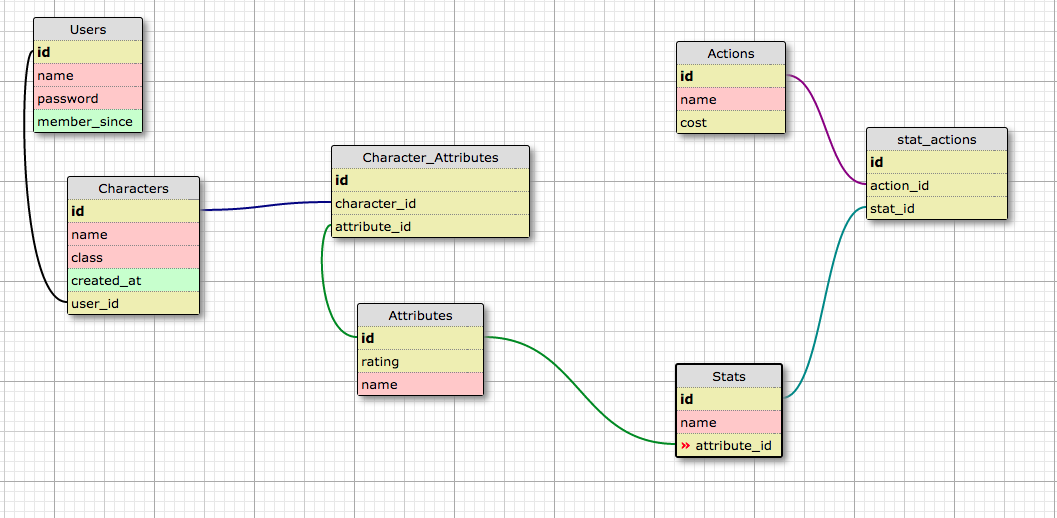 Users
id
name
password
member_since
Characters
id
name
class
created_at
user_id
Character_Attributes
id
character_id
attribute_id
Attributes
id
rating
name
Actions
id
name
cost
stat_actions
id
action_id
stat_id
Stats
id
name
» attribute_id